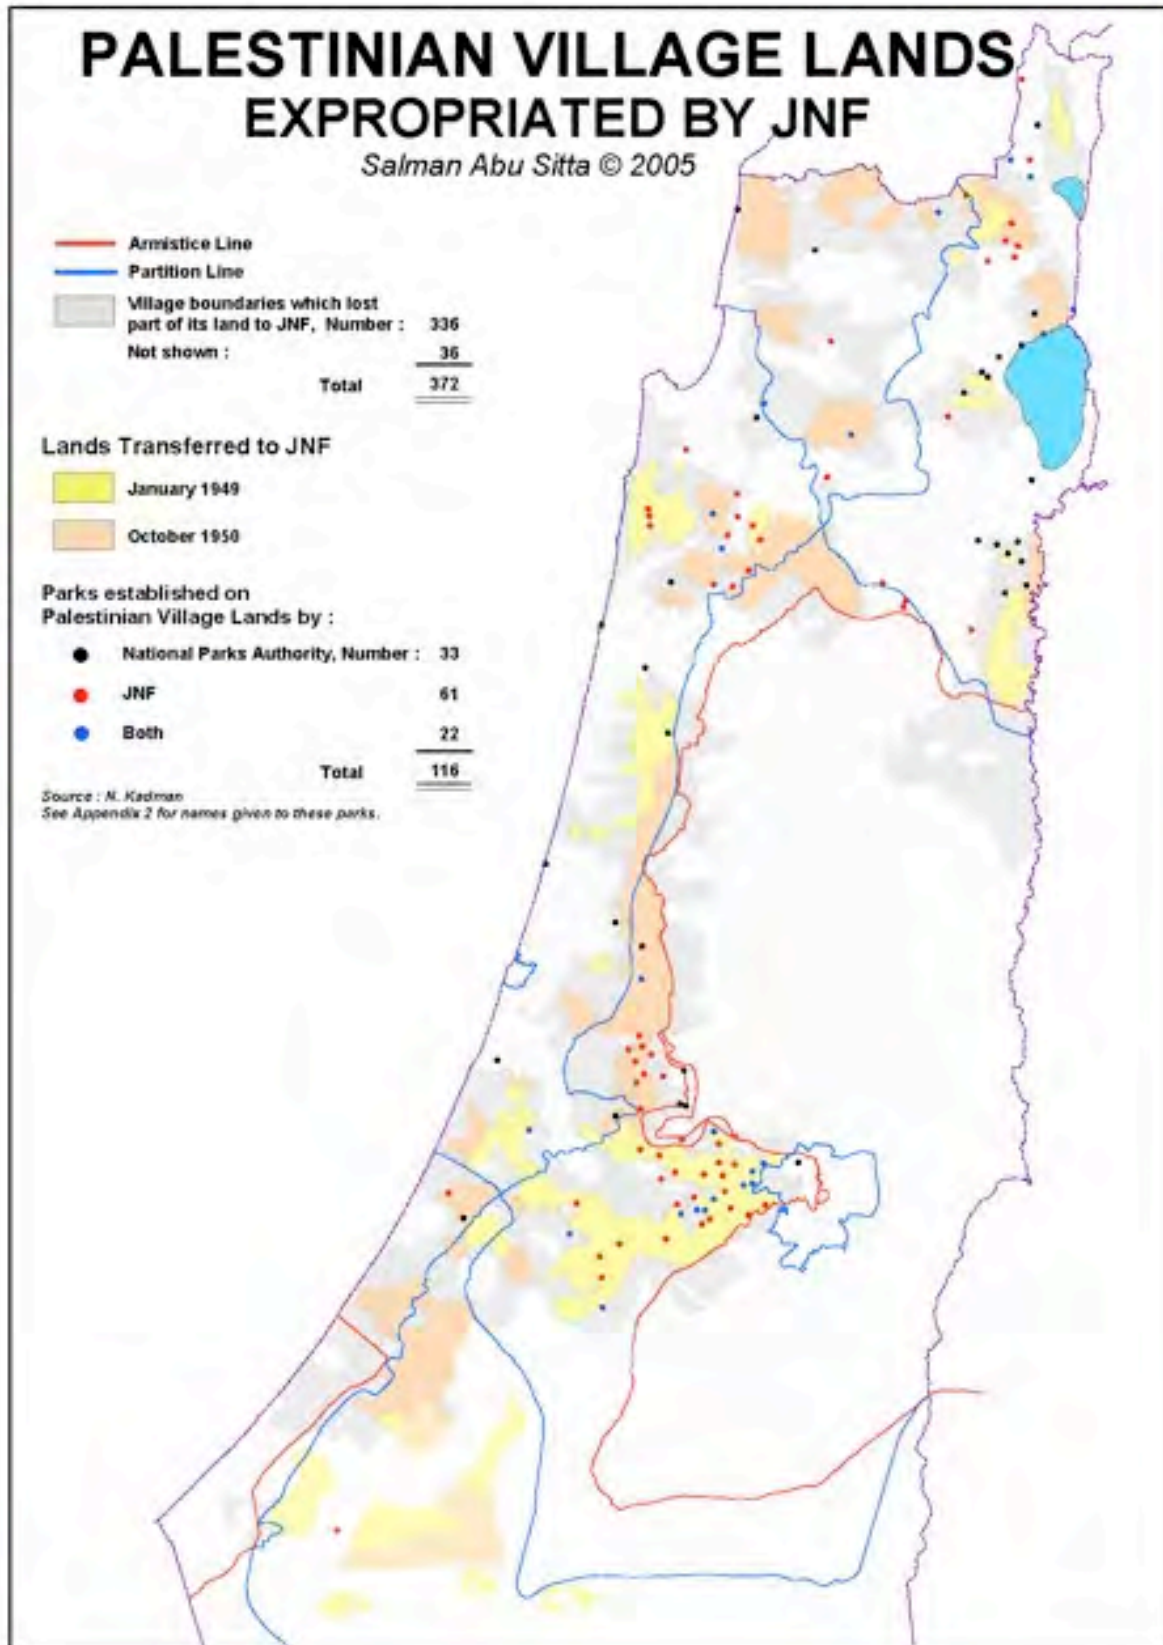 PALESTINIAN VILLAGE LANDS
EXPROPRIATED BY JNF
Salman Abu Sitta © 2005
Armistice Line
Partition Line
Village boundaries which lost
part of its land to JNF, Number : 336
Not shown : 36
Total 372
Lands Transferred to JNF
January 1949
October 1950
Parks established on
Palestinian Village Lands by :
National Parks Authority, Number : 33
JNF 61
Both 22
Total 116
Source : N. Kadman
See Appendix 2 for names given to these parks.